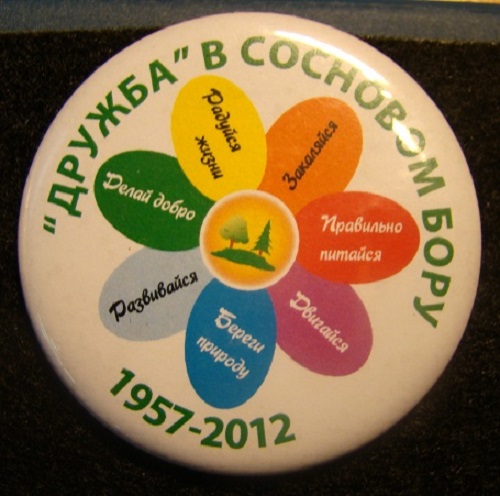 "ДРУЖБА" В СОСНОВОМ БОРУ
Радуйся
жизни
Закаляйся
Правильно
питайся
Двигайся
Береги
природу
Развивайся
Делай добро
1957-2012